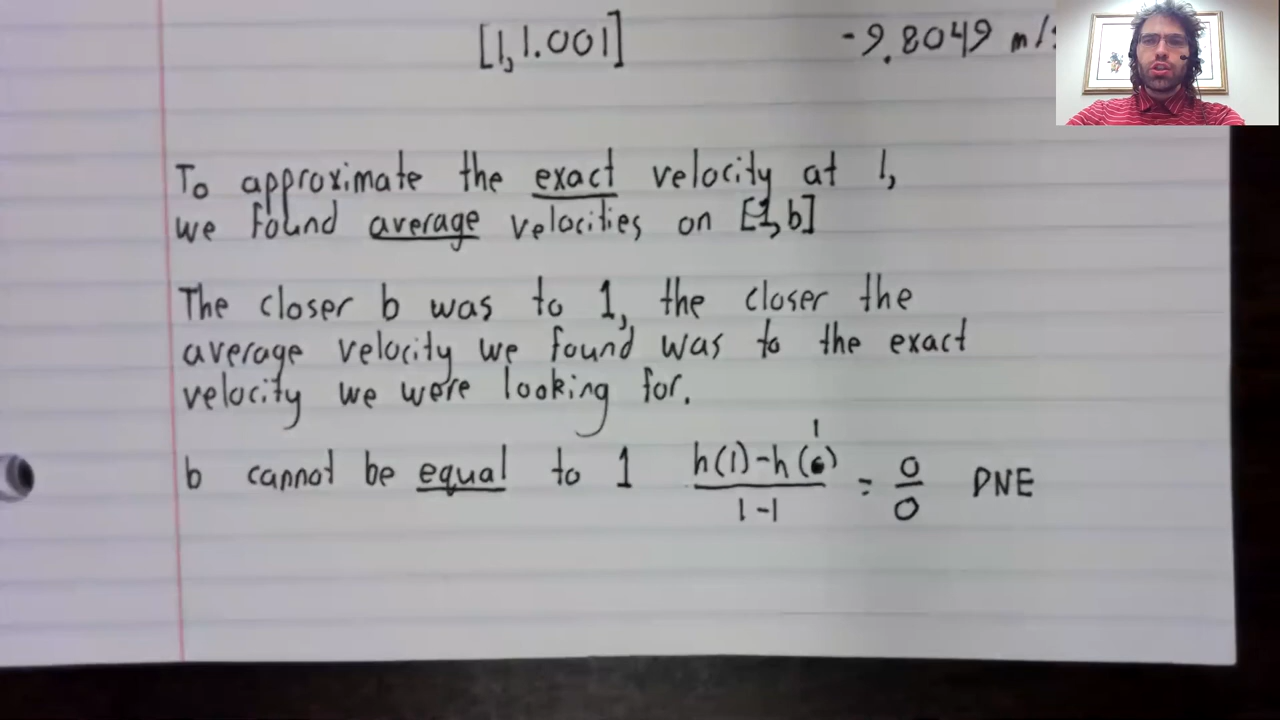 [1, 1.001] -9.8049 m/s
To approximate the exact velocity at 1,
we found average velocities on [1, b]
The closer b was to 1, the closer the
average velocity we found was to the exact
velocity we were looking for.
b cannot be equal to 1 h(1)-h(1) / 1-1 = 0/0 DNE